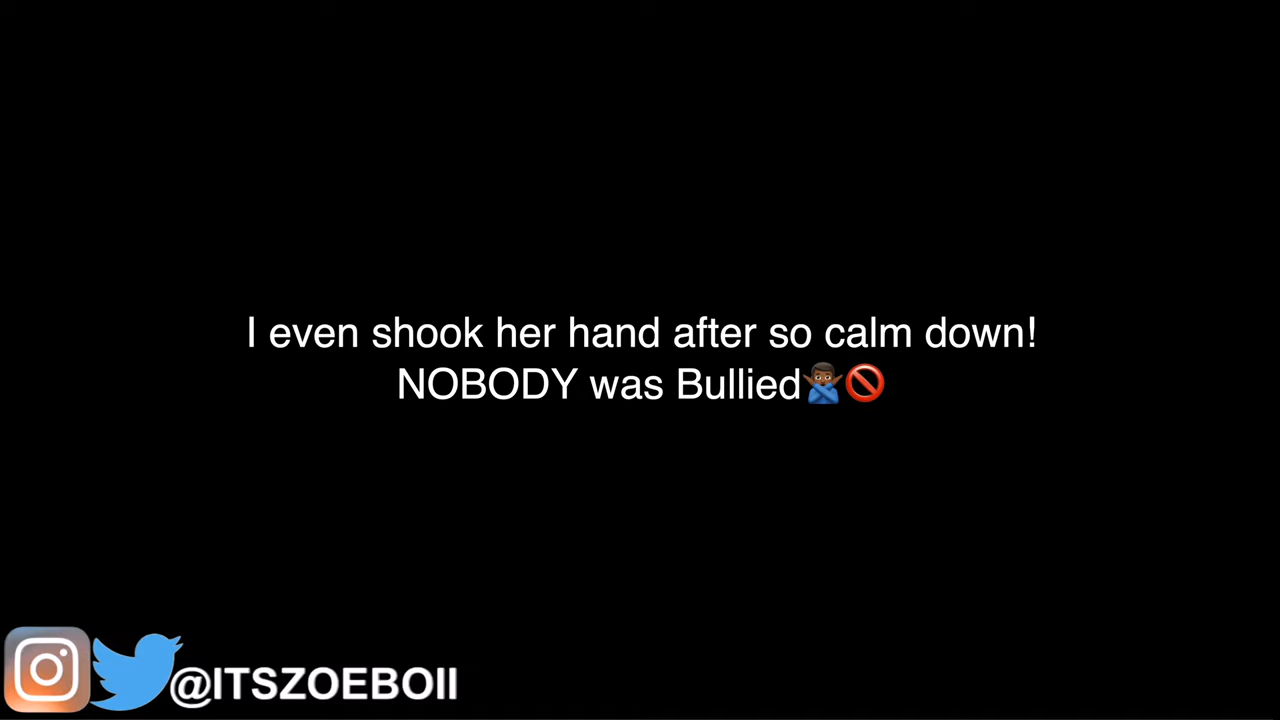 I even shook her hand after so calm down!
NOBODY was Bullied🙅🏾‍♂️🚫
@ITSZOEBOII